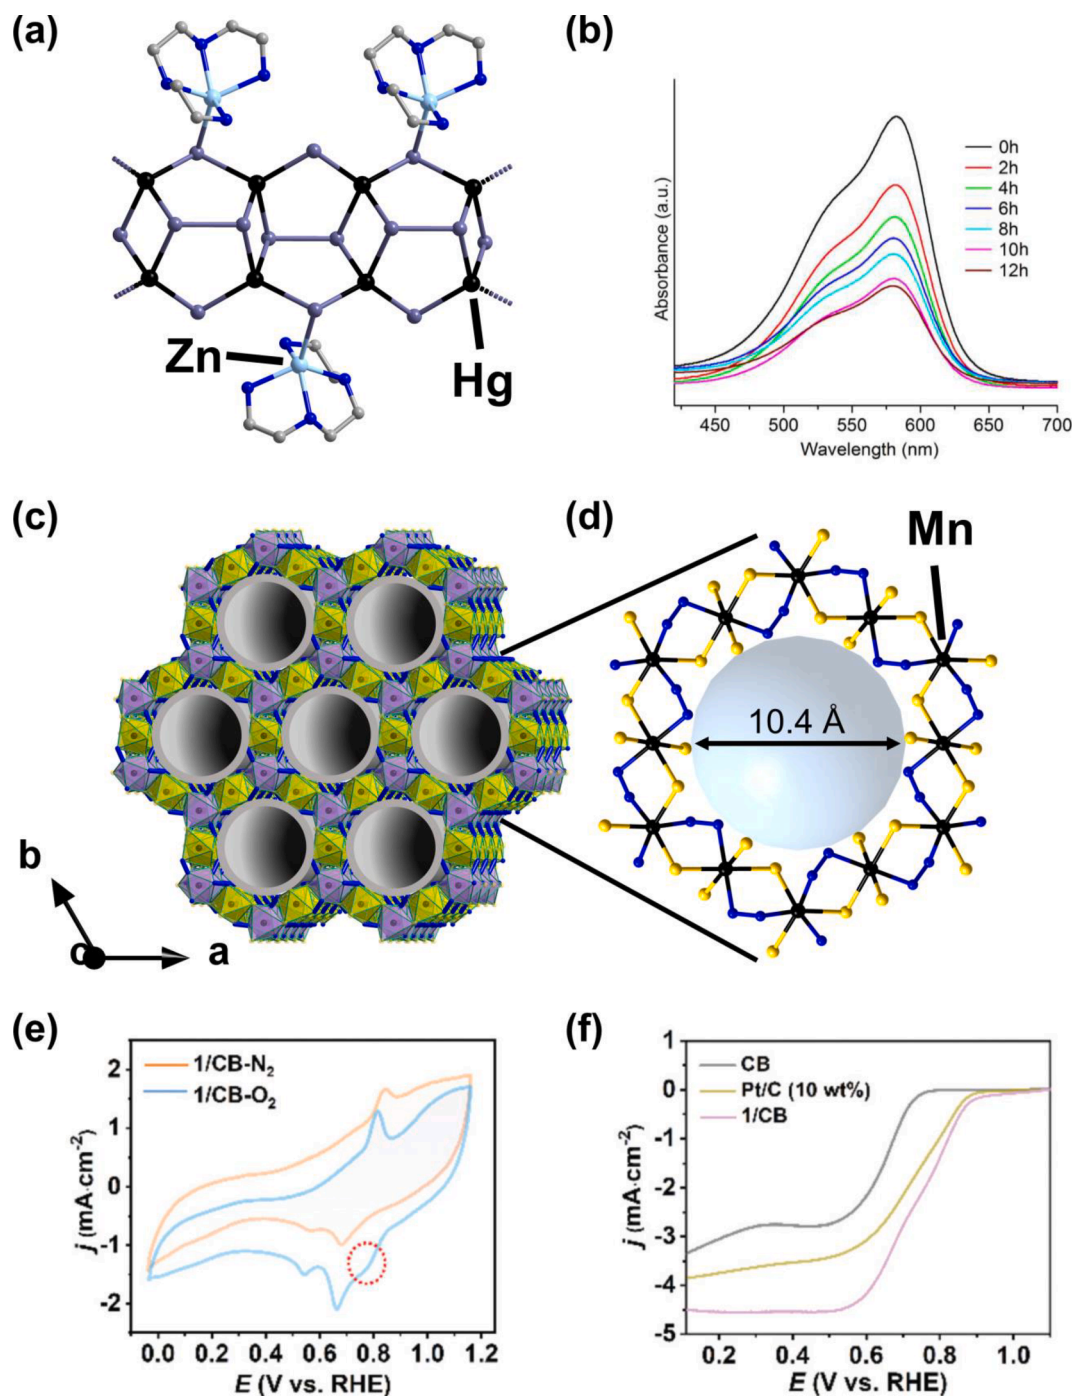 (a)
Zn
Hg
(b)
Absorbance (a.u.)
0h
2h
4h
6h
8h
10h
12h
450 500 550 600 650 700
Wavelength (nm)
(c)
b
c
a
(d)
Mn
10.4 Å
(e)
1/CB-N₂
1/CB-O₂
j (mA·cm⁻²)
2
1
0
-1
-2
0.0 0.2 0.4 0.6 0.8 1.0 1.2
E (V vs. RHE)
(f)
CB
Pt/C (10 wt%)
1/CB
j (mA·cm⁻²)
1
0
-1
-2
-3
-4
-5
0.2 0.4 0.6 0.8 1.0
E (V vs. RHE)